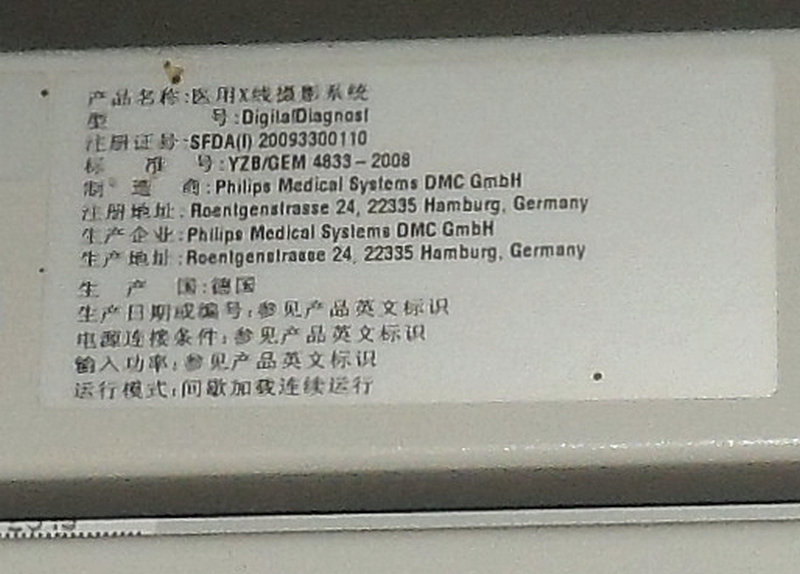 产品名称:医用X线摄影系统
型 号:DigitalDiagnost
注册证号:SFDA(I) 20093300110
标 准 号:YZB/GEM 4833-2008
制 造 商:Philips Medical Systems DMC GmbH
注册地址:Roentgenstrasse 24, 22335 Hamburg, Germany
生产企业:Philips Medical Systems DMC GmbH
生产地址:Roentgenstrasse 24, 22335 Hamburg, Germany
生 产 国:德国
生产日期或编号:参见产品英文标识
电源连接条件:参见产品英文标识
输入功率:参见产品英文标识
运行模式:间歇加载连续运行